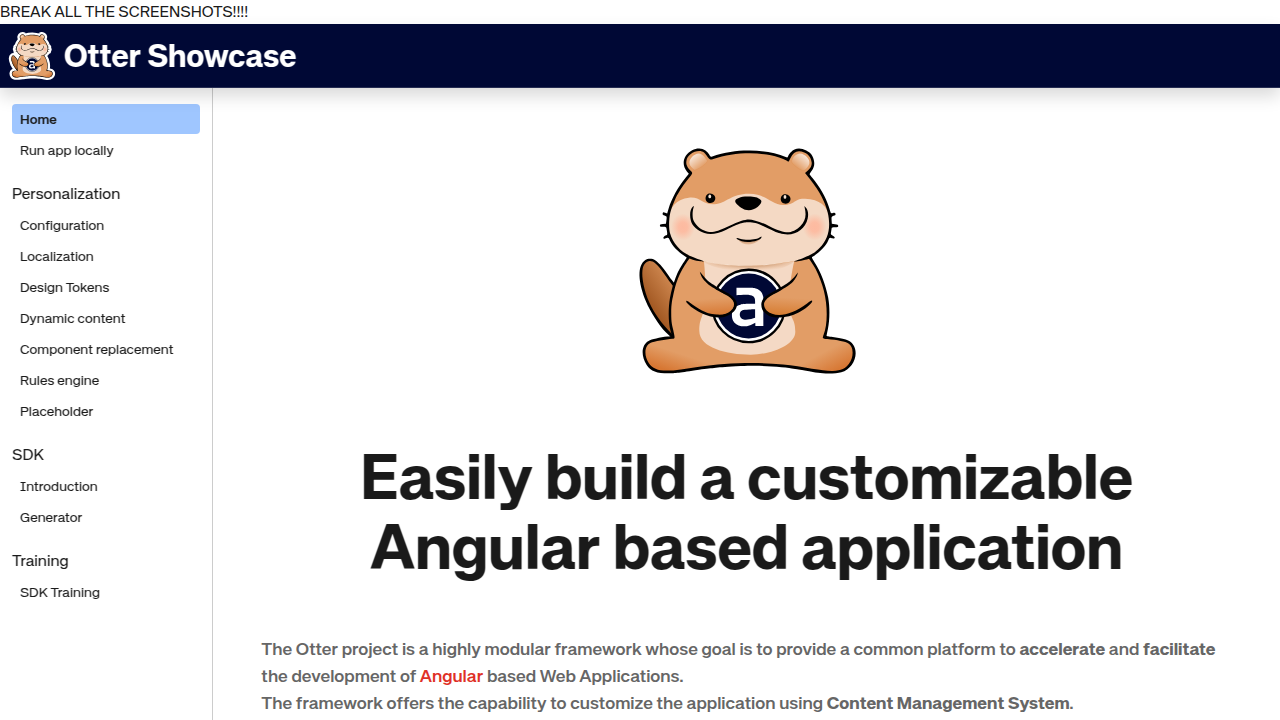 BREAK ALL THE SCREENSHOTS!!!!
Otter Showcase
Home
Run app locally
Personalization
Configuration
Localization
Design Tokens
Dynamic content
Component replacement
Rules engine
Placeholder
SDK
Introduction
Generator
Training
SDK Training
a
a
Easily build a customizable
Angular based application
The Otter project is a highly modular framework whose goal is to provide a common platform to accelerate and facilitate
the development of Angular based Web Applications.
The framework offers the capability to customize the application using Content Management System.